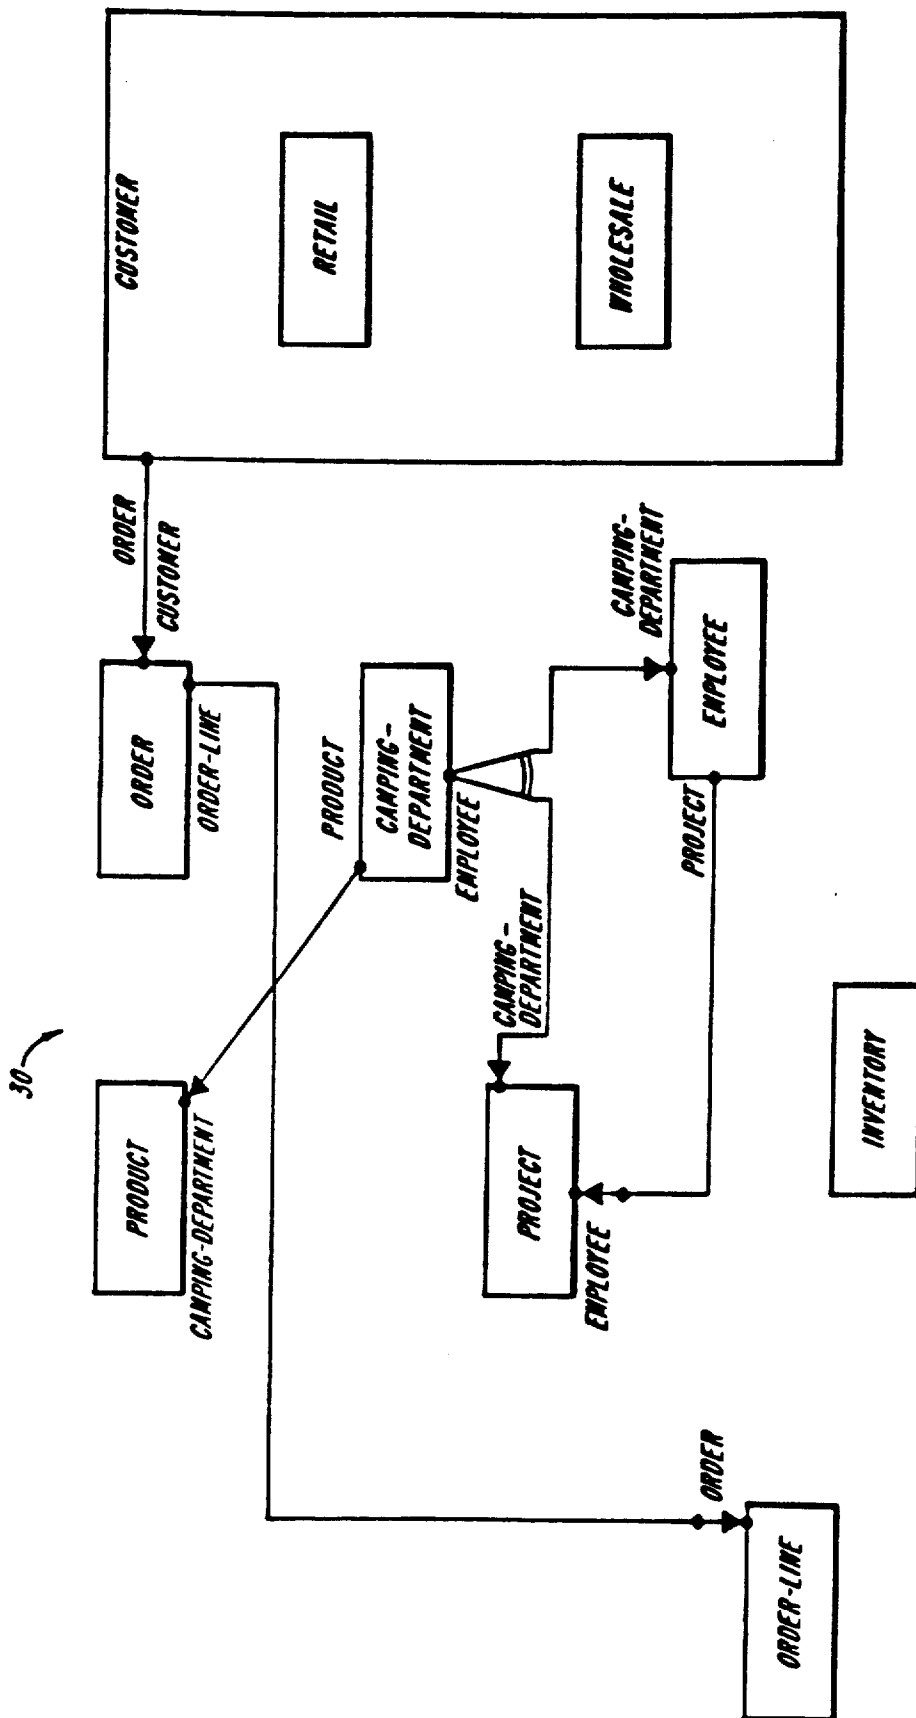 30
PRODUCT
CAMPING-DEPARTMENT
ORDER
ORDER-LINE
ORDER
CUSTOMER
CUSTOMER
RETAIL
WHOLESALE
PRODUCT
CAMPING-
DEPARTMENT
EMPLOYEE
CAMPING-
DEPARTMENT
PROJECT
EMPLOYEE
CAMPING-
DEPARTMENT
EMPLOYEE
PROJECT
ORDER
ORDER-LINE
INVENTORY